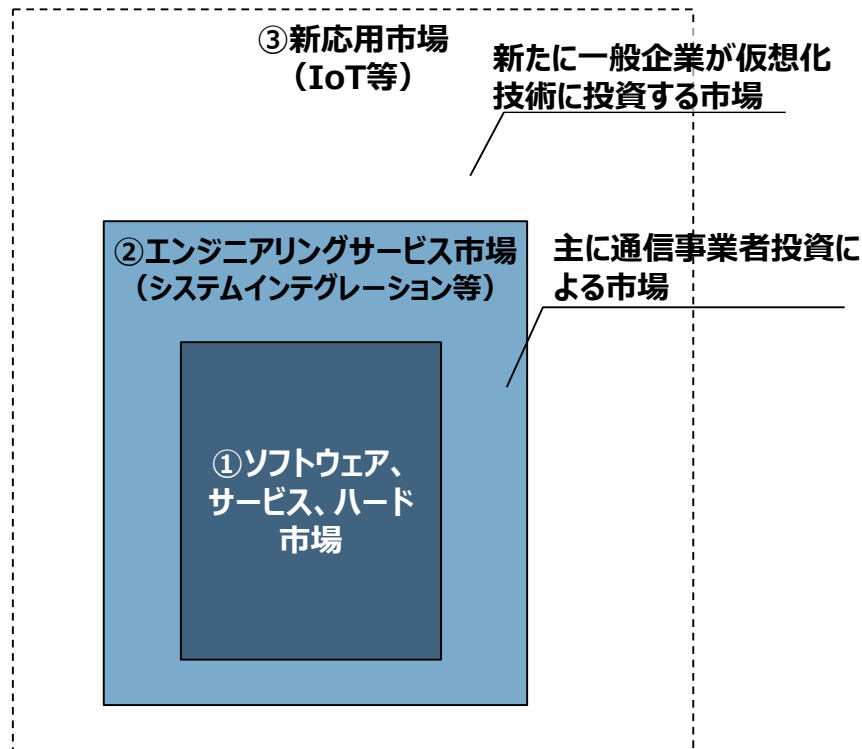 ③新応用市場
（IoT等）
新たに一般企業が仮想化
技術に投資する市場
②エンジニアリングサービス市場
（システムインテグレーション等）
主に通信事業者投資に
よる市場
①ソフトウェア、
サービス、ハード
市場